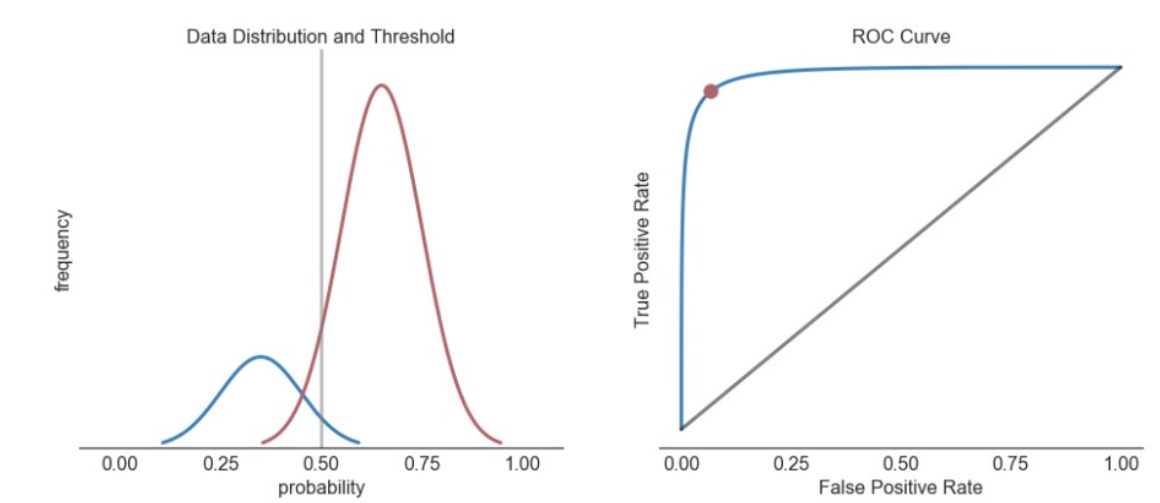 Data Distribution and Threshold
frequency
0.00 0.25 0.50 0.75 1.00
probability
ROC Curve
True Positive Rate
0.00 0.25 0.50 0.75 1.00
False Positive Rate